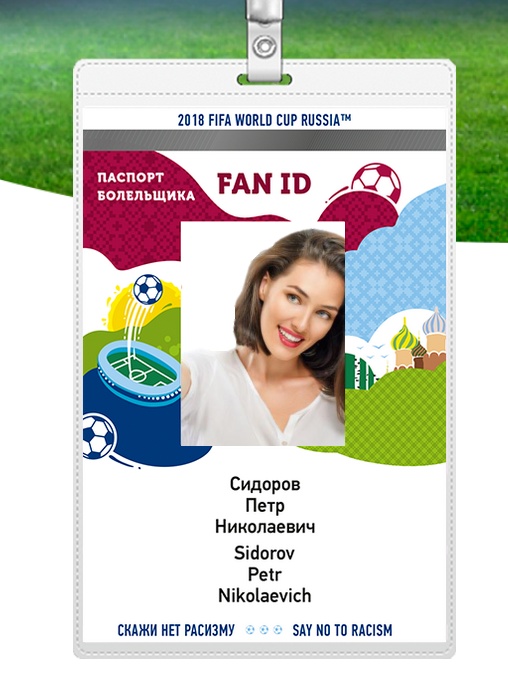 2018 FIFA WORLD CUP RUSSIA™
ПАСПОРТ
БОЛЕЛЬЩИКА
FAN ID
Сидоров
Петр
Николаевич
Sidorov
Petr
Nikolaevich
СКАЖИ НЕТ РАСИЗМУ SAY NO TO RACISM